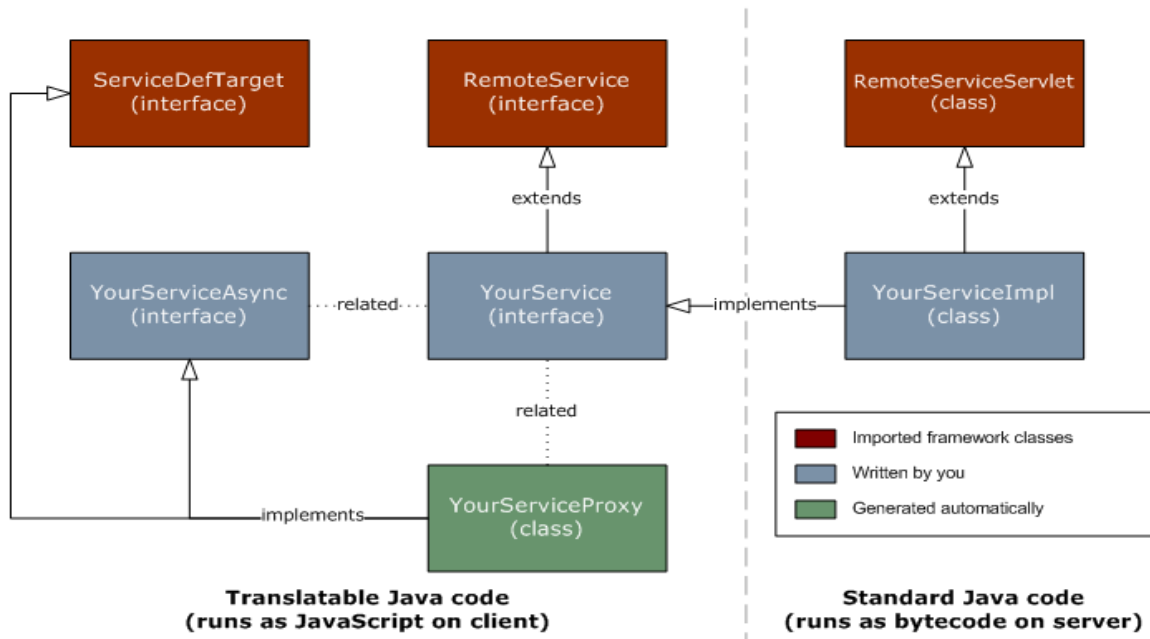 ServiceDefTarget
(interface)
RemoteService
(interface)
RemoteServiceServlet
(class)
extends
extends
YourServiceAsync
(interface)
related
YourService
(interface)
implements
YourServiceImpl
(class)
related
Imported framework classes
Written by you
Generated automatically
implements
YourServiceProxy
(class)
Translatable Java code
(runs as JavaScript on client)
Standard Java code
(runs as bytecode on server)